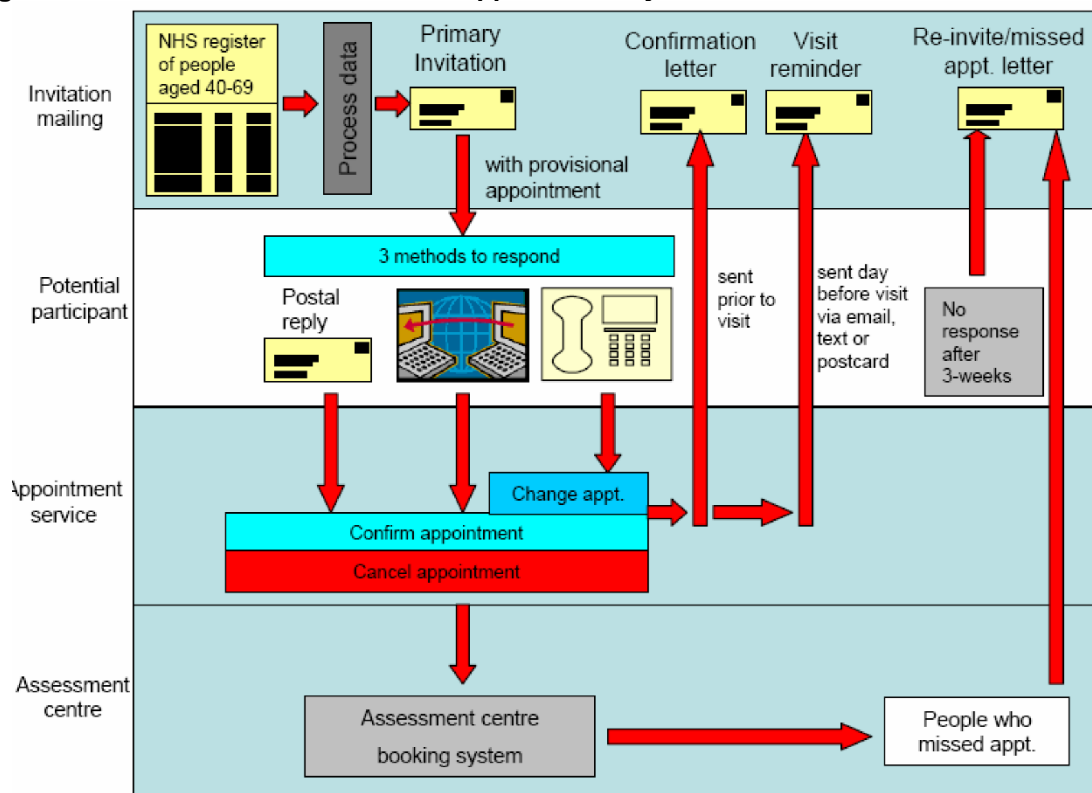 NHS register
of people
aged 40-69
Process data
Primary
Invitation
Confirmation
letter
Visit
reminder
Re-invite/missed
appt. letter
Invitation
mailing
with provisional
appointment
Potential
participant
3 methods to respond
Postal
reply
sent
prior to
visit
sent day
before visit
via email,
text or
postcard
No
response
after
3-weeks
Appointment
service
Change appt.
Confirm appointment
Cancel appointment
Assessment
centre
Assessment centre
booking system
People who
missed appt.